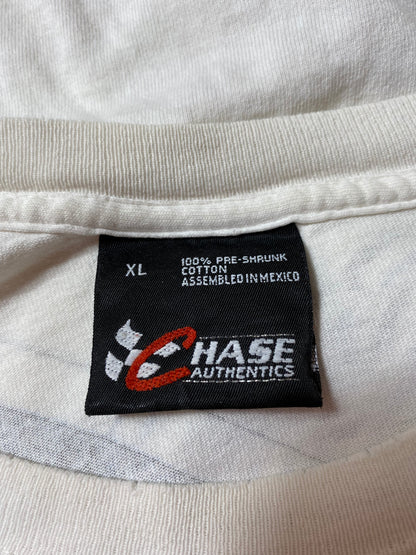 XL
100% PRE-SHRUNK
COTTON
ASSEMBLED IN MEXICO
CHASE
AUTHENTICS